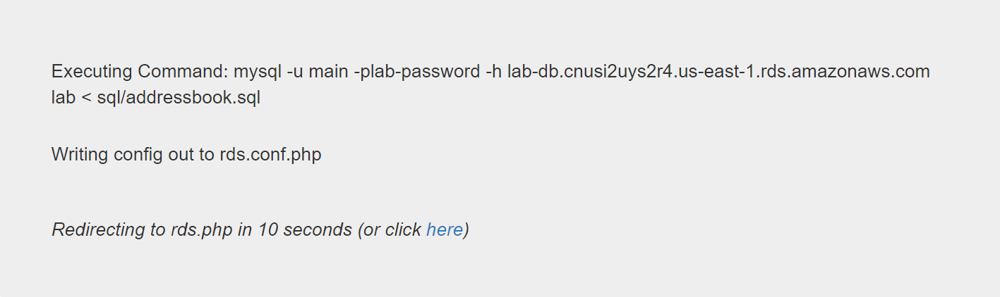 Executing Command: mysql -u main -plab-password -h lab-db.cnusi2uys2r4.us-east-1.rds.amazonaws.com
lab < sql/addressbook.sql
Writing config out to rds.conf.php
Redirecting to rds.php in 10 seconds (or click here)